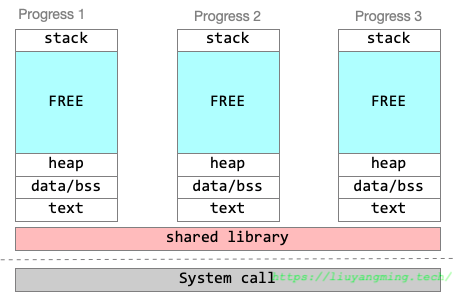 Progress 1 Progress 2 Progress 3
stack stack stack
FREE FREE FREE
heap heap heap
data/bss data/bss data/bss
text text text
shared library
System call https://liuyangming.tech/